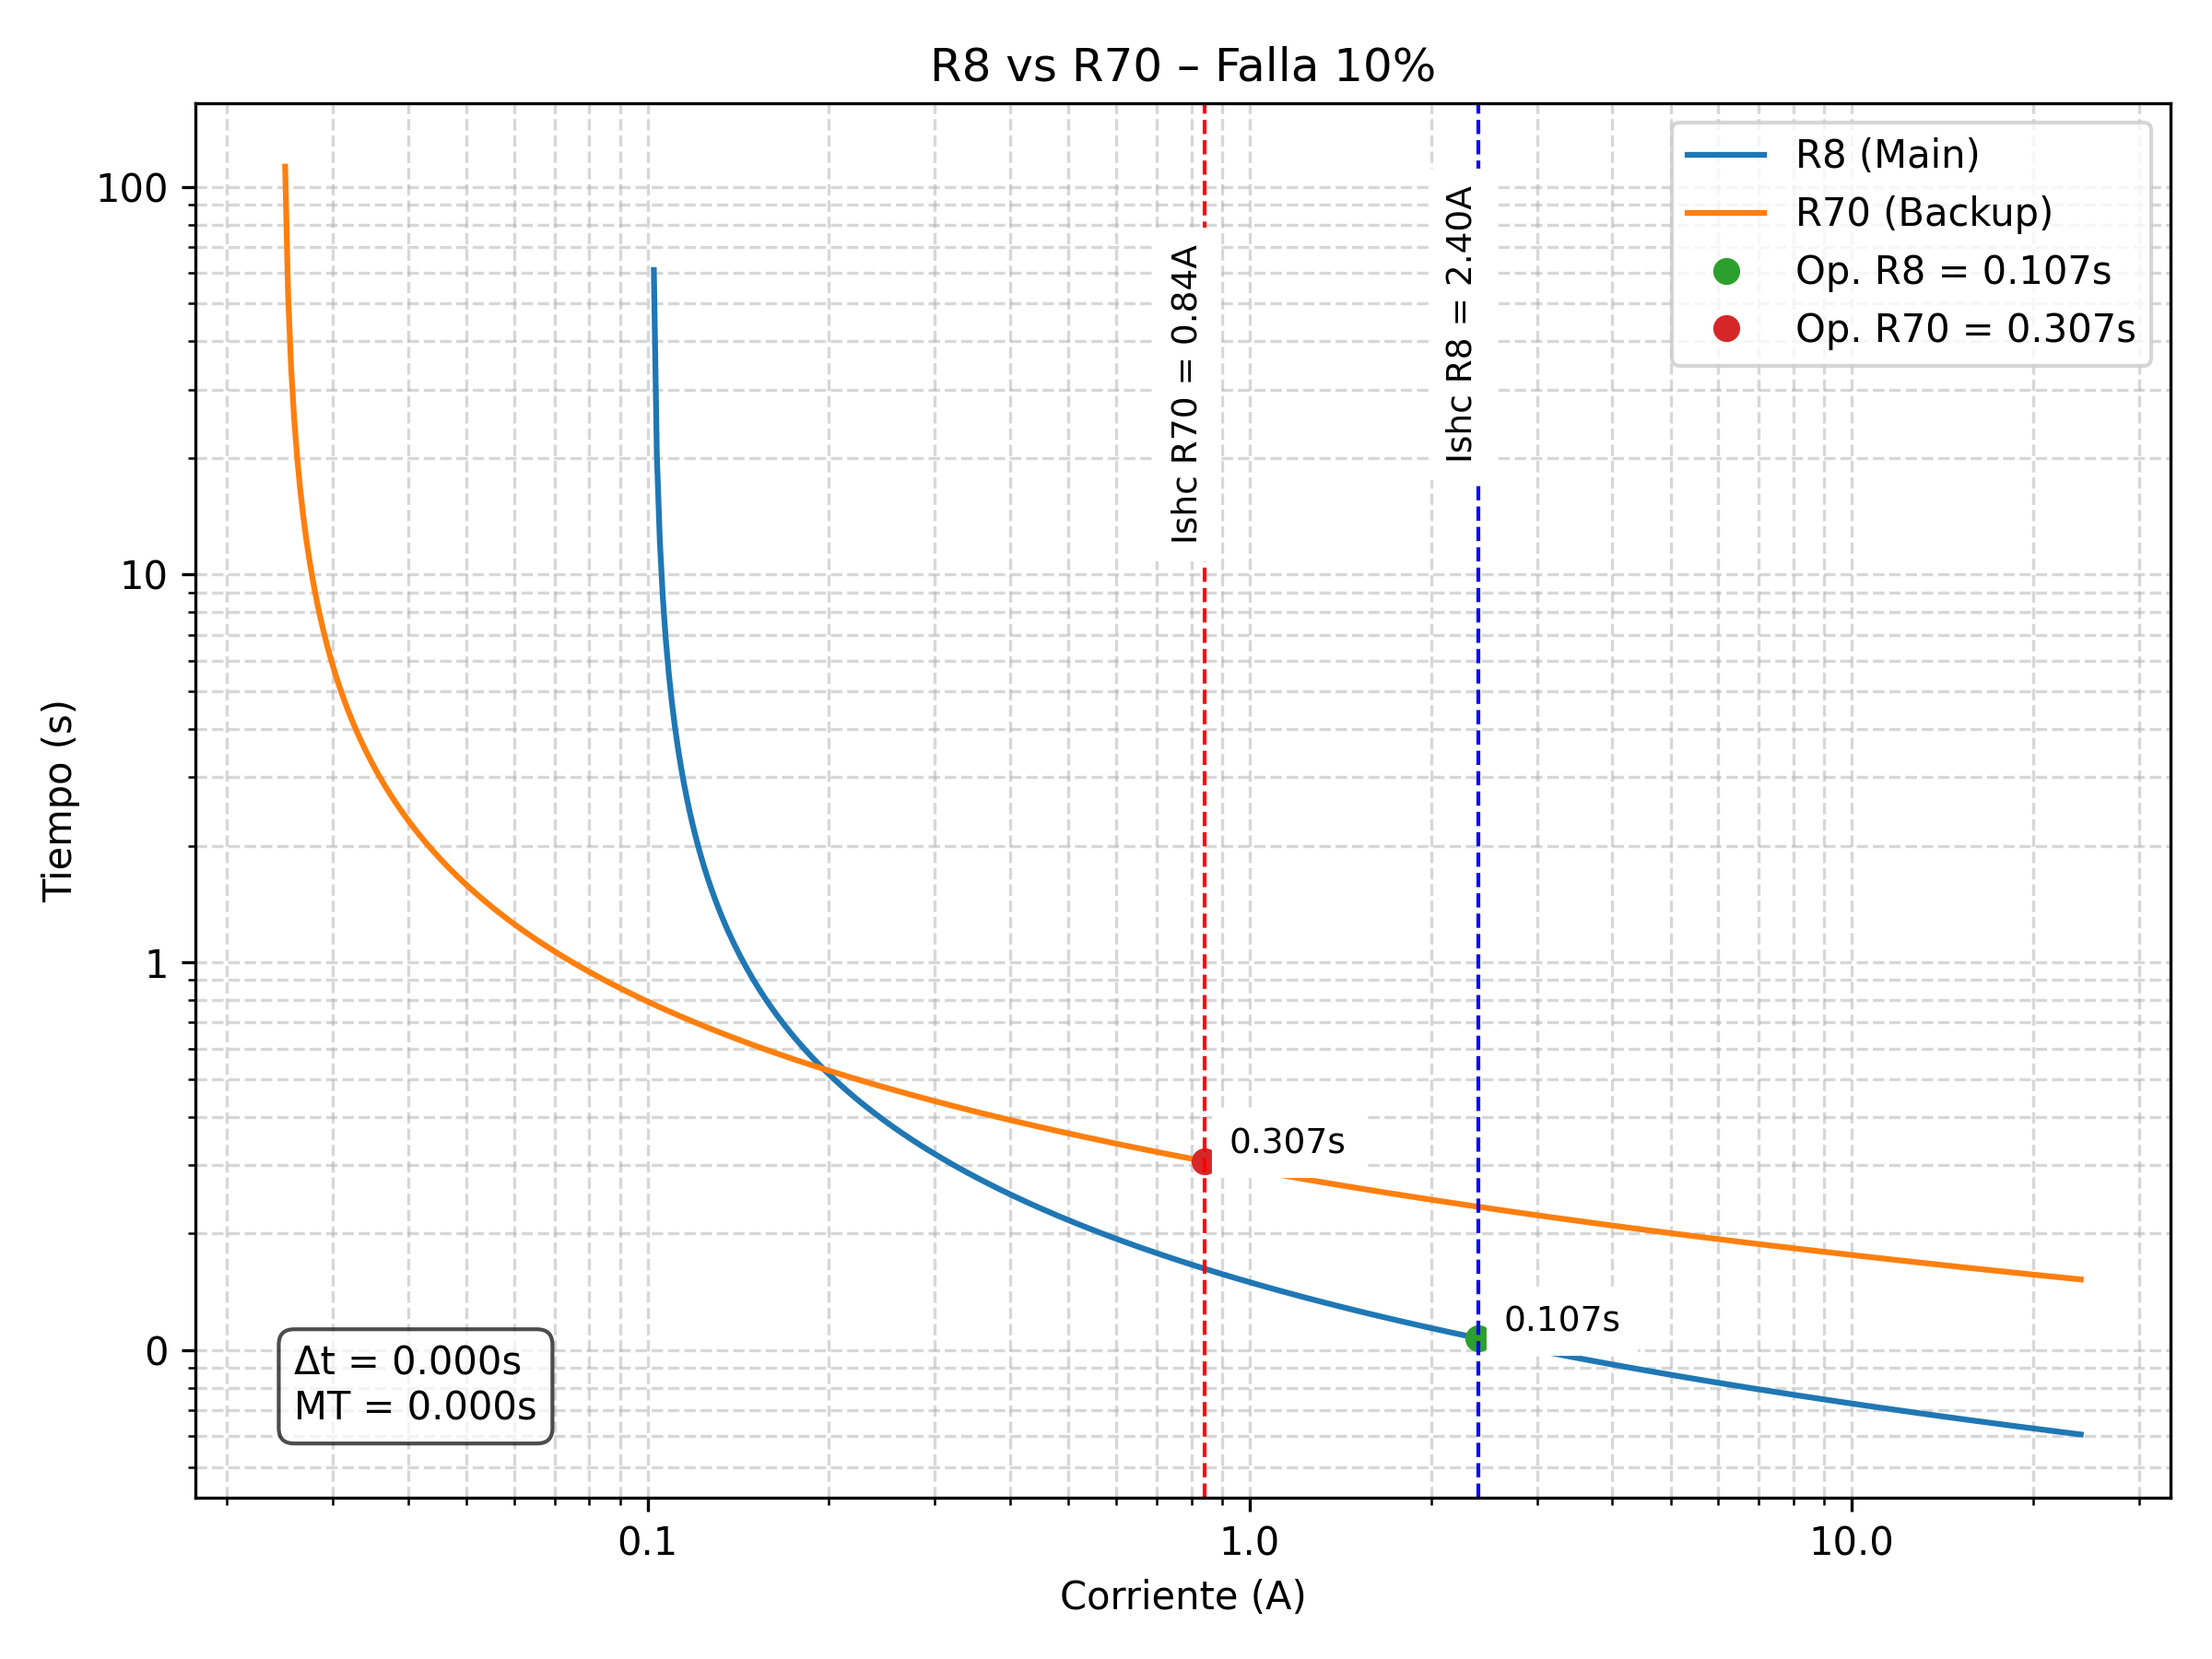 R8 vs R70 – Falla 10%
R8 (Main)
R70 (Backup)
Op. R8 = 0.107s
Op. R70 = 0.307s
Ishc R70 = 0.84A
Ishc R8 = 2.40A
Tiempo (s)
100
10
1
0
0.307s
0.107s
Δt = 0.000s
MT = 0.000s
0.1
1.0
10.0
Corriente (A)